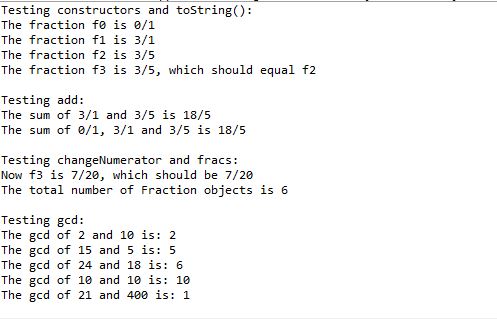 Testing constructors and toString():
The fraction f0 is 0/1
The fraction f1 is 3/1
The fraction f2 is 3/5
The fraction f3 is 3/5, which should equal f2
Testing add:
The sum of 3/1 and 3/5 is 18/5
The sum of 0/1, 3/1 and 3/5 is 18/5
Testing changeNumerator and fracs:
Now f3 is 7/20, which should be 7/20
The total number of Fraction objects is 6
Testing gcd:
The gcd of 2 and 10 is: 2
The gcd of 15 and 5 is: 5
The gcd of 24 and 18 is: 6
The gcd of 10 and 10 is: 10
The gcd of 21 and 400 is: 1